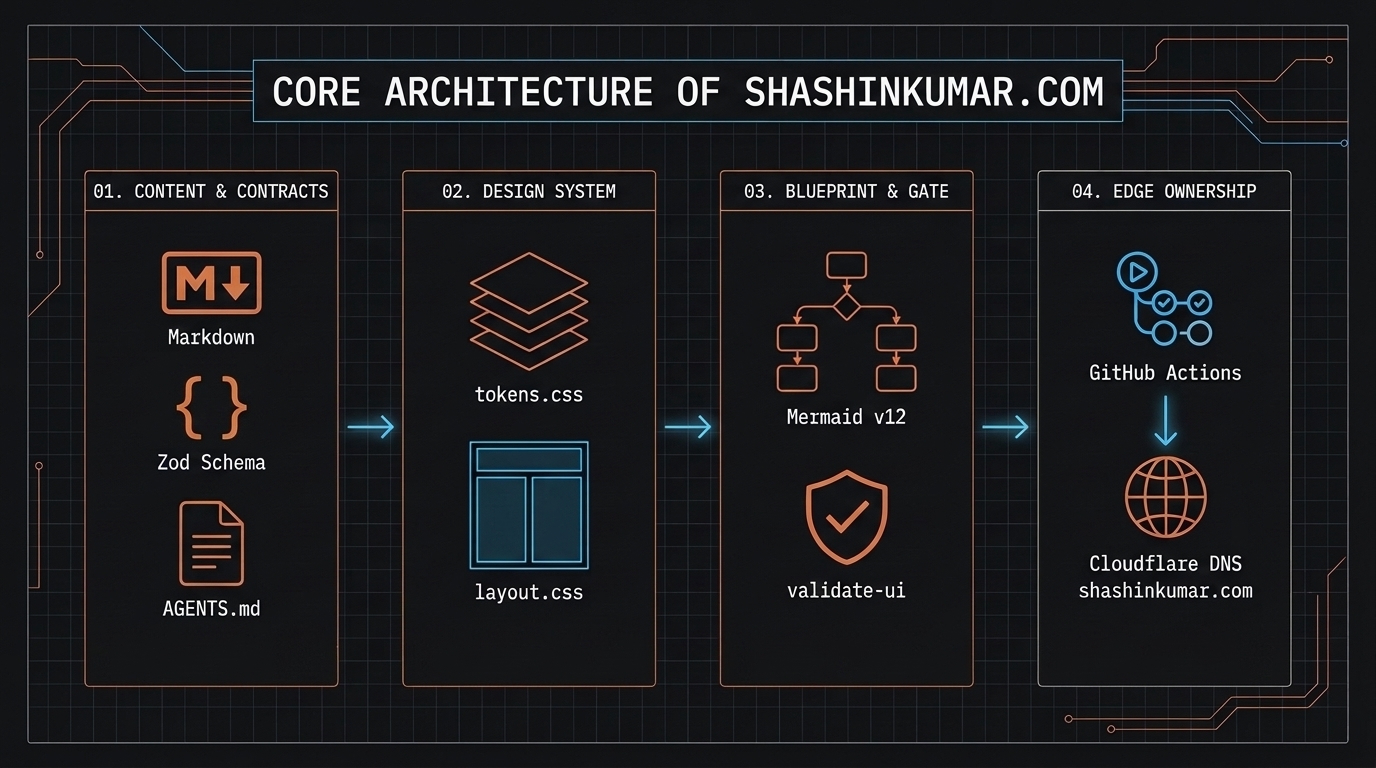 CORE ARCHITECTURE OF SHASHINKUMAR.COM
01. CONTENT & CONTRACTS
M
Markdown
{ }
Zod Schema
AGENTS.md
02. DESIGN SYSTEM
tokens.css
layout.css
03. BLUEPRINT & GATE
Mermaid v12
validate-ui
04. EDGE OWNERSHIP
GitHub Actions
Cloudflare DNS
shashinkumar.com